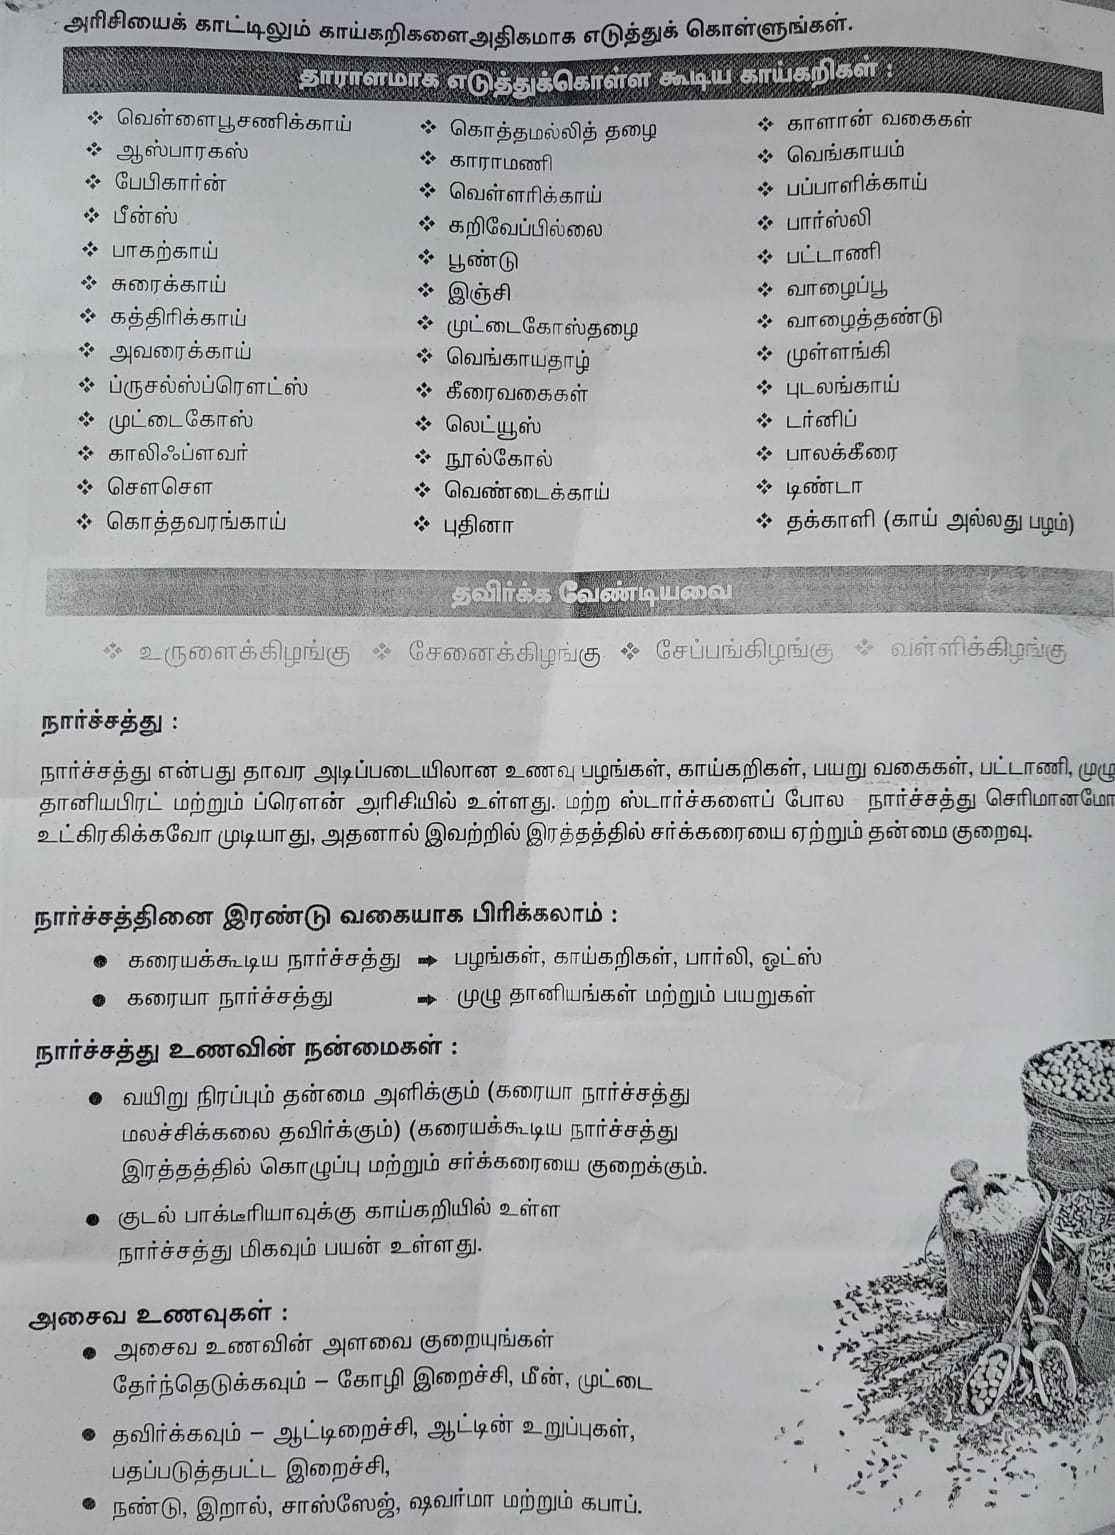 அரிசியைக் காட்டிலும் காய்கறிகளைஅதிகமாக எடுத்துக் கொள்ளுங்கள்.
தாராளமாக எடுத்துக்கொள்ள கூடிய காய்கறிகள் :
❖ வெள்ளைபூசணிக்காய்
❖ ஆஸ்பாரகஸ்
❖ பேபிகார்ன்
❖ பீன்ஸ்
❖ பாகற்காய்
❖ சுரைக்காய்
❖ கத்திரிக்காய்
❖ அவரைக்காய்
❖ ப்ருசல்ஸ்ப்ரௌட்ஸ்
❖ முட்டைகோஸ்
❖ காலிஃப்ளவர்
❖ சௌசௌ
❖ கொத்தவரங்காய்
❖ கொத்தமல்லித் தழை
❖ காராமணி
❖ வெள்ளரிக்காய்
❖ கறிவேப்பில்லை
❖ பூண்டு
❖ இஞ்சி
❖ முட்டைகோஸ்தழை
❖ வெங்காயதாழ்
❖ கீரைவகைகள்
❖ லெட்யூஸ்
❖ நூல்கோல்
❖ வெண்டைக்காய்
❖ புதினா
❖ காளான் வகைகள்
❖ வெங்காயம்
❖ பப்பாளிக்காய்
❖ பார்ஸ்லி
❖ பட்டாணி
❖ வாழைப்பூ
❖ வாழைத்தண்டு
❖ முள்ளங்கி
❖ புடலங்காய்
❖ டர்னிப்
❖ பாலக்கீரை
❖ டிண்டா
❖ தக்காளி (காய் அல்லது பழம்)
தவிர்க்க வேண்டியவை
❖ உருளைக்கிழங்கு ❖ சேனைக்கிழங்கு ❖ சேப்பங்கிழங்கு ❖ வள்ளிக்கிழங்கு
நார்ச்சத்து :
நார்ச்சத்து என்பது தாவர அடிப்படையிலான உணவு பழங்கள், காய்கறிகள், பயறு வகைகள், பட்டாணி, முழு
தானியபிரட் மற்றும் ப்ரௌன் அரிசியில் உள்ளது. மற்ற ஸ்டார்ச்களைப் போல நார்ச்சத்து செரிமானமோ
உட்கிரகிக்கவோ முடியாது, அதனால் இவற்றில் இரத்தத்தில் சர்க்கரையை ஏற்றும் தன்மை குறைவு.
நார்ச்சத்தினை இரண்டு வகையாக பிரிக்கலாம் :
● கரையக்கூடிய நார்ச்சத்து ➡ பழங்கள், காய்கறிகள், பார்லி, ஓட்ஸ்
● கரையா நார்ச்சத்து ➡ முழு தானியங்கள் மற்றும் பயறுகள்
நார்ச்சத்து உணவின் நன்மைகள் :
● வயிறு நிரப்பும் தன்மை அளிக்கும் (கரையா நார்ச்சத்து
மலச்சிக்கலை தவிர்க்கும்) (கரையக்கூடிய நார்ச்சத்து
இரத்தத்தில் கொழுப்பு மற்றும் சர்க்கரையை குறைக்கும்.
● குடல் பாக்டீரியாவுக்கு காய்கறியில் உள்ள
நார்ச்சத்து மிகவும் பயன் உள்ளது.
அசைவ உணவுகள் :
● அசைவ உணவின் அளவை குறையுங்கள்
தேர்ந்தெடுக்கவும் – கோழி இறைச்சி, மீன், முட்டை
● தவிர்க்கவும் – ஆட்டிறைச்சி, ஆட்டின் உறுப்புகள்,
பதப்படுத்தபட்ட இறைச்சி,
● நண்டு, இறால், சாஸ்ஸேஜ், ஷவர்மா மற்றும் கபாப்.